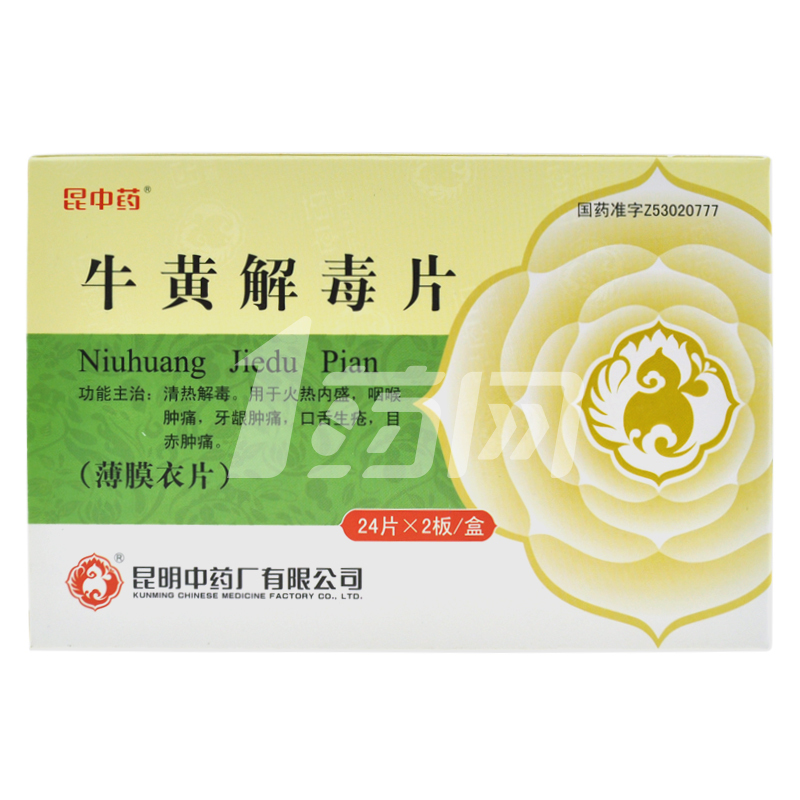 昆中药®
国药准字Z53020777
牛黄解毒片
Niuhuang Jiedu Pian
功能主治：清热解毒。用于火热内盛，咽喉
肿痛，牙龈肿痛，口舌生疮，目
赤肿痛。
（薄膜衣片）
1药网
24片×2板/盒
®
昆明中药厂有限公司
KUNMING CHINESE MEDICINE FACTORY CO., LTD.